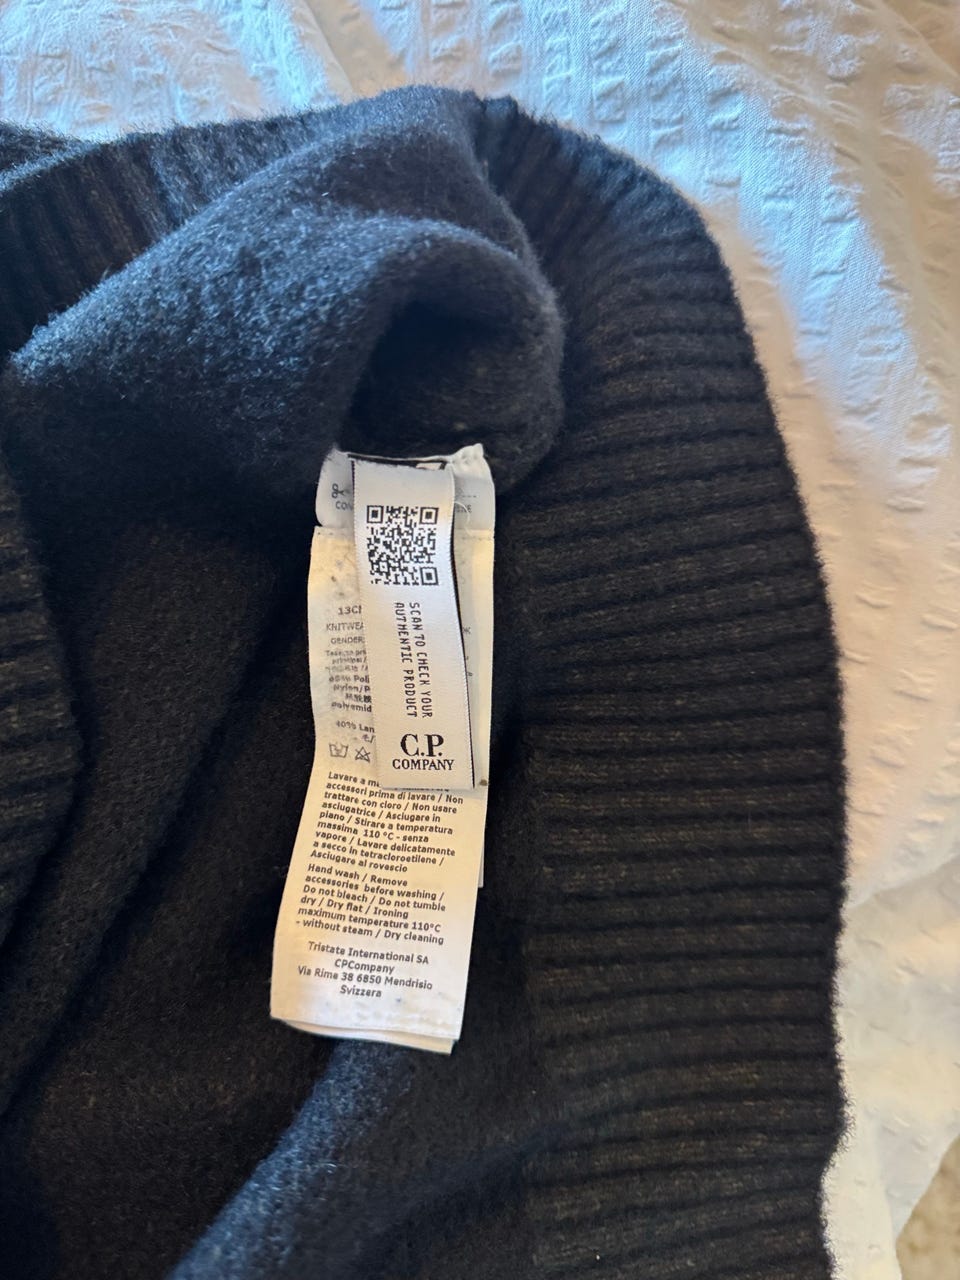 SCAN TO CHECK YOUR
AUTHENTIC PRODUCT
C.P.
COMPANY
KNITWEA
GENDER
40% Lan
Lavare a m
accessori prima di lavare / Non
trattare con cloro / Non usare
asciugatrice / Asciugare in
piano / Stirare a temperatura
massima 110 °C - senza
vapore / Lavare delicatamente
a secco in tetracloroetilene /
Asciugare al rovescio
Hand wash / Remove
accessories before washing /
Do not bleach / Do not tumble
dry / Dry flat / Ironing
maximum temperature 110°C
- without steam / Dry cleaning
Tristate International SA
CPCompany
Via Rime 38 6850 Mendrisio
Svizzera